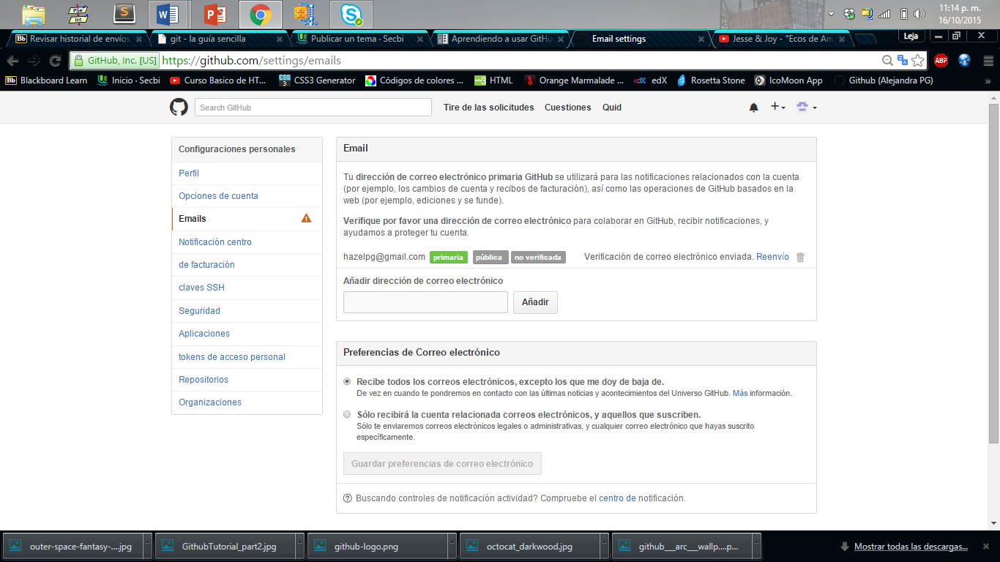 PSe
Int
S
W
P
S
11:14 p. m.
16/10/2015
Bb Revisar historial de envíos
git - la guía sencilla
Publicar un tema · Secbi
Aprendiendo a usar GitHu
Email settings
Jesse & Joy - "Ecos de Am
Leja
GitHub, Inc. [US] https://github.com/settings/emails
ABP
Bb Blackboard Learn
Inicio · Secbi
Curso Basico de HT...
CSS 3 CSS3 Generator
Códigos de colores ...
w3 HTML
Orange Marmalade ...
edX edX
Rosetta Stone
IcoMoon App
Github (Alejandra PG)
»
Search GitHub
Tire de las solicitudes
Cuestiones
Quid
Configuraciones personales
Perfil
Opciones de cuenta
Emails
Notificación centro
de facturación
claves SSH
Seguridad
Aplicaciones
tokens de acceso personal
Repositorios
Organizaciones
Email
Tu dirección de correo electrónico primaria GitHub se utilizará para las notificaciones relacionados con la cuenta
(por ejemplo, los cambios de cuenta y recibos de facturación), así como las operaciones de GitHub basados en la
web (por ejemplo, ediciones y se funde).
Verifique por favor una dirección de correo electrónico para colaborar en GitHub, recibir notificaciones, y
ayudarnos a proteger tu cuenta.
hazelpg@gmail.com primaria pública no verificada Verificación de correo electrónico enviada. Reenvío
Añadir dirección de correo electrónico
Añadir
Preferencias de Correo electrónico
Recibe todos los correos electrónicos, excepto los que me doy de baja de.
De vez en cuando te pondremos en contacto con las últimas noticias y acontecimientos del Universo GitHub. Más información.
Sólo recibirá la cuenta relacionada correos electrónicos, y aquellos que suscriben.
Sólo te enviaremos correos electrónicos legales o administrativas, y cualquier correo electrónico que hayas suscrito
específicamente.
Guardar preferencias de correo electrónico
Buscando controles de notificación actividad? Compruebe el centro de notificación.
outer-space-fantasy-....jpg
GithubTutorial_part2.jpg
github-logo.png
octocat_darkwood.jpg
github___arc___wallp....p...
Mostrar todas las descargas...